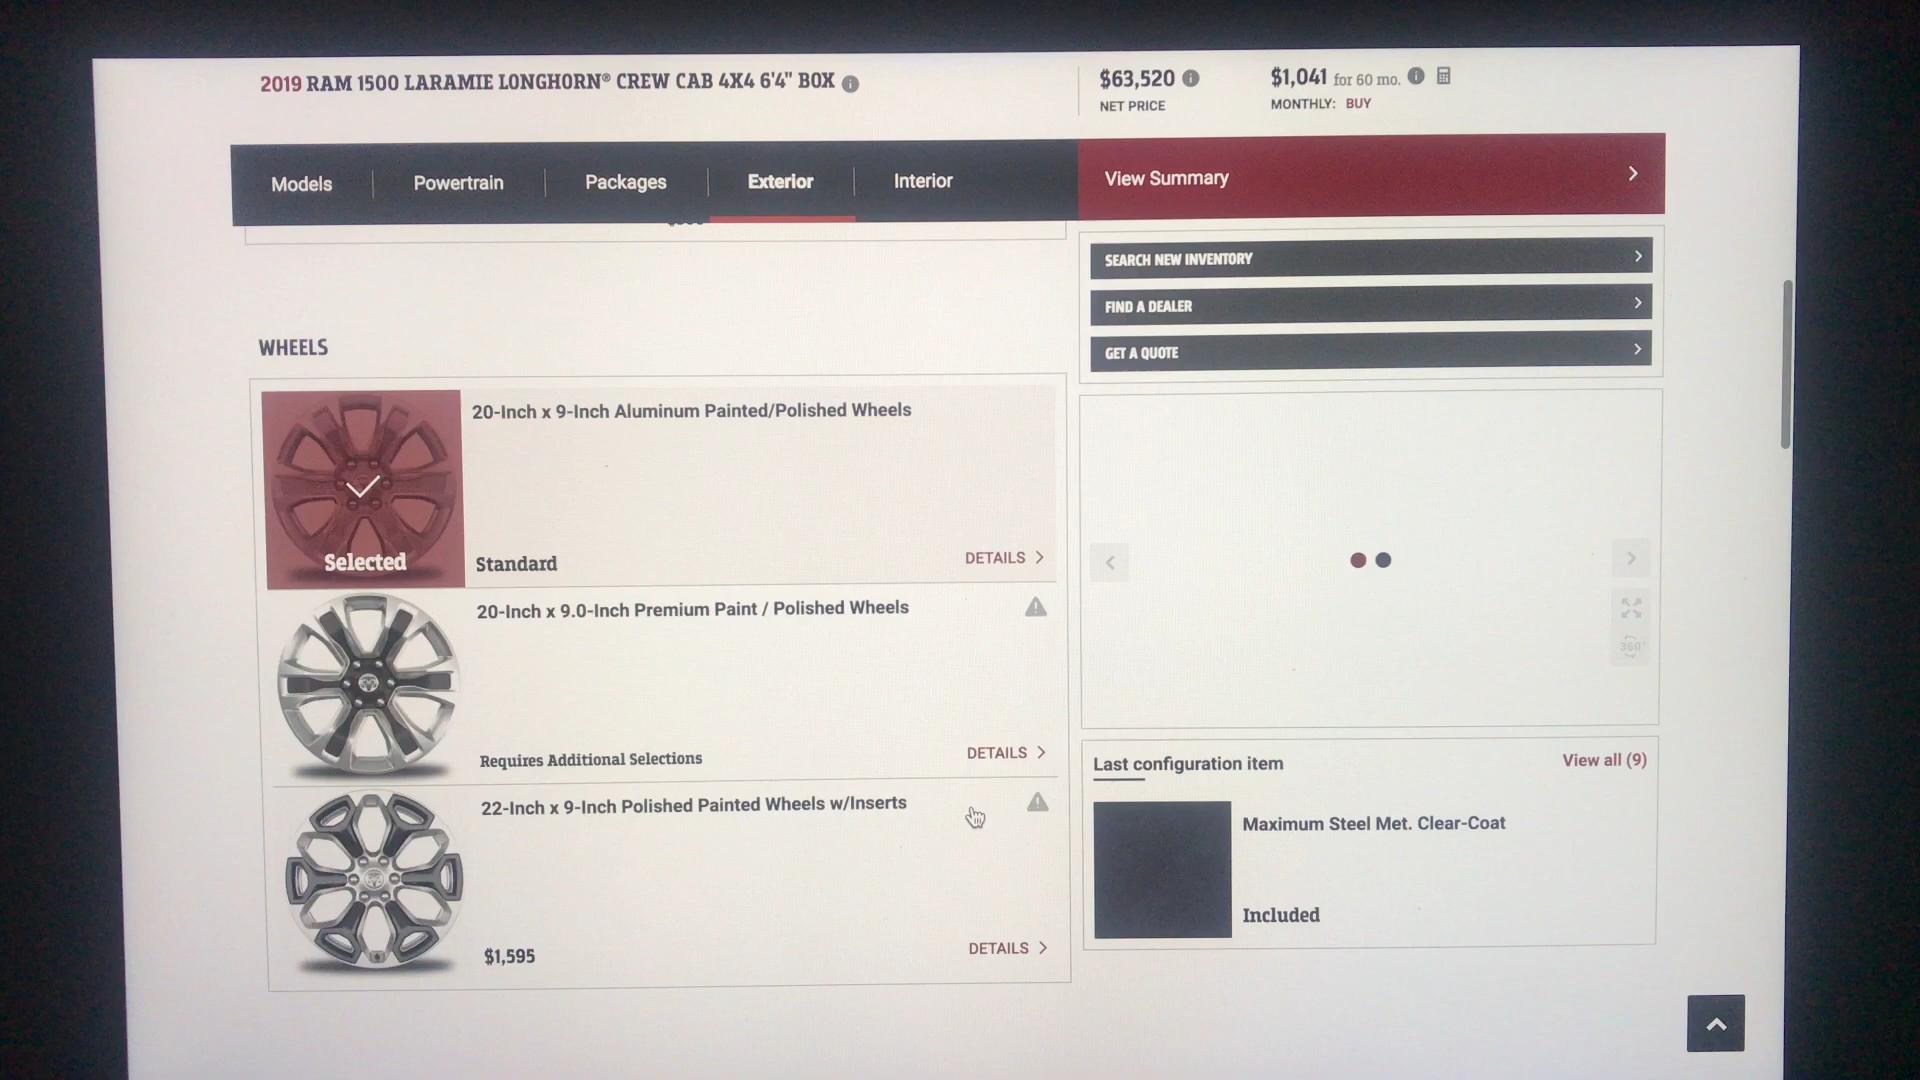 2019 RAM 1500 LARAMIE LONGHORN® CREW CAB 4X4 6'4" BOX
$63,520
NET PRICE
$1,041 for 60 mo.
MONTHLY: BUY
Models
Powertrain
Packages
Exterior
Interior
View Summary
SEARCH NEW INVENTORY
FIND A DEALER
GET A QUOTE
WHEELS
20-Inch x 9-Inch Aluminum Painted/Polished Wheels
Selected
Standard
DETAILS
20-Inch x 9.0-Inch Premium Paint / Polished Wheels
Requires Additional Selections
DETAILS
22-Inch x 9-Inch Polished Painted Wheels w/Inserts
$1,595
DETAILS
360°
Last configuration item
View all (9)
Maximum Steel Met. Clear-Coat
Included